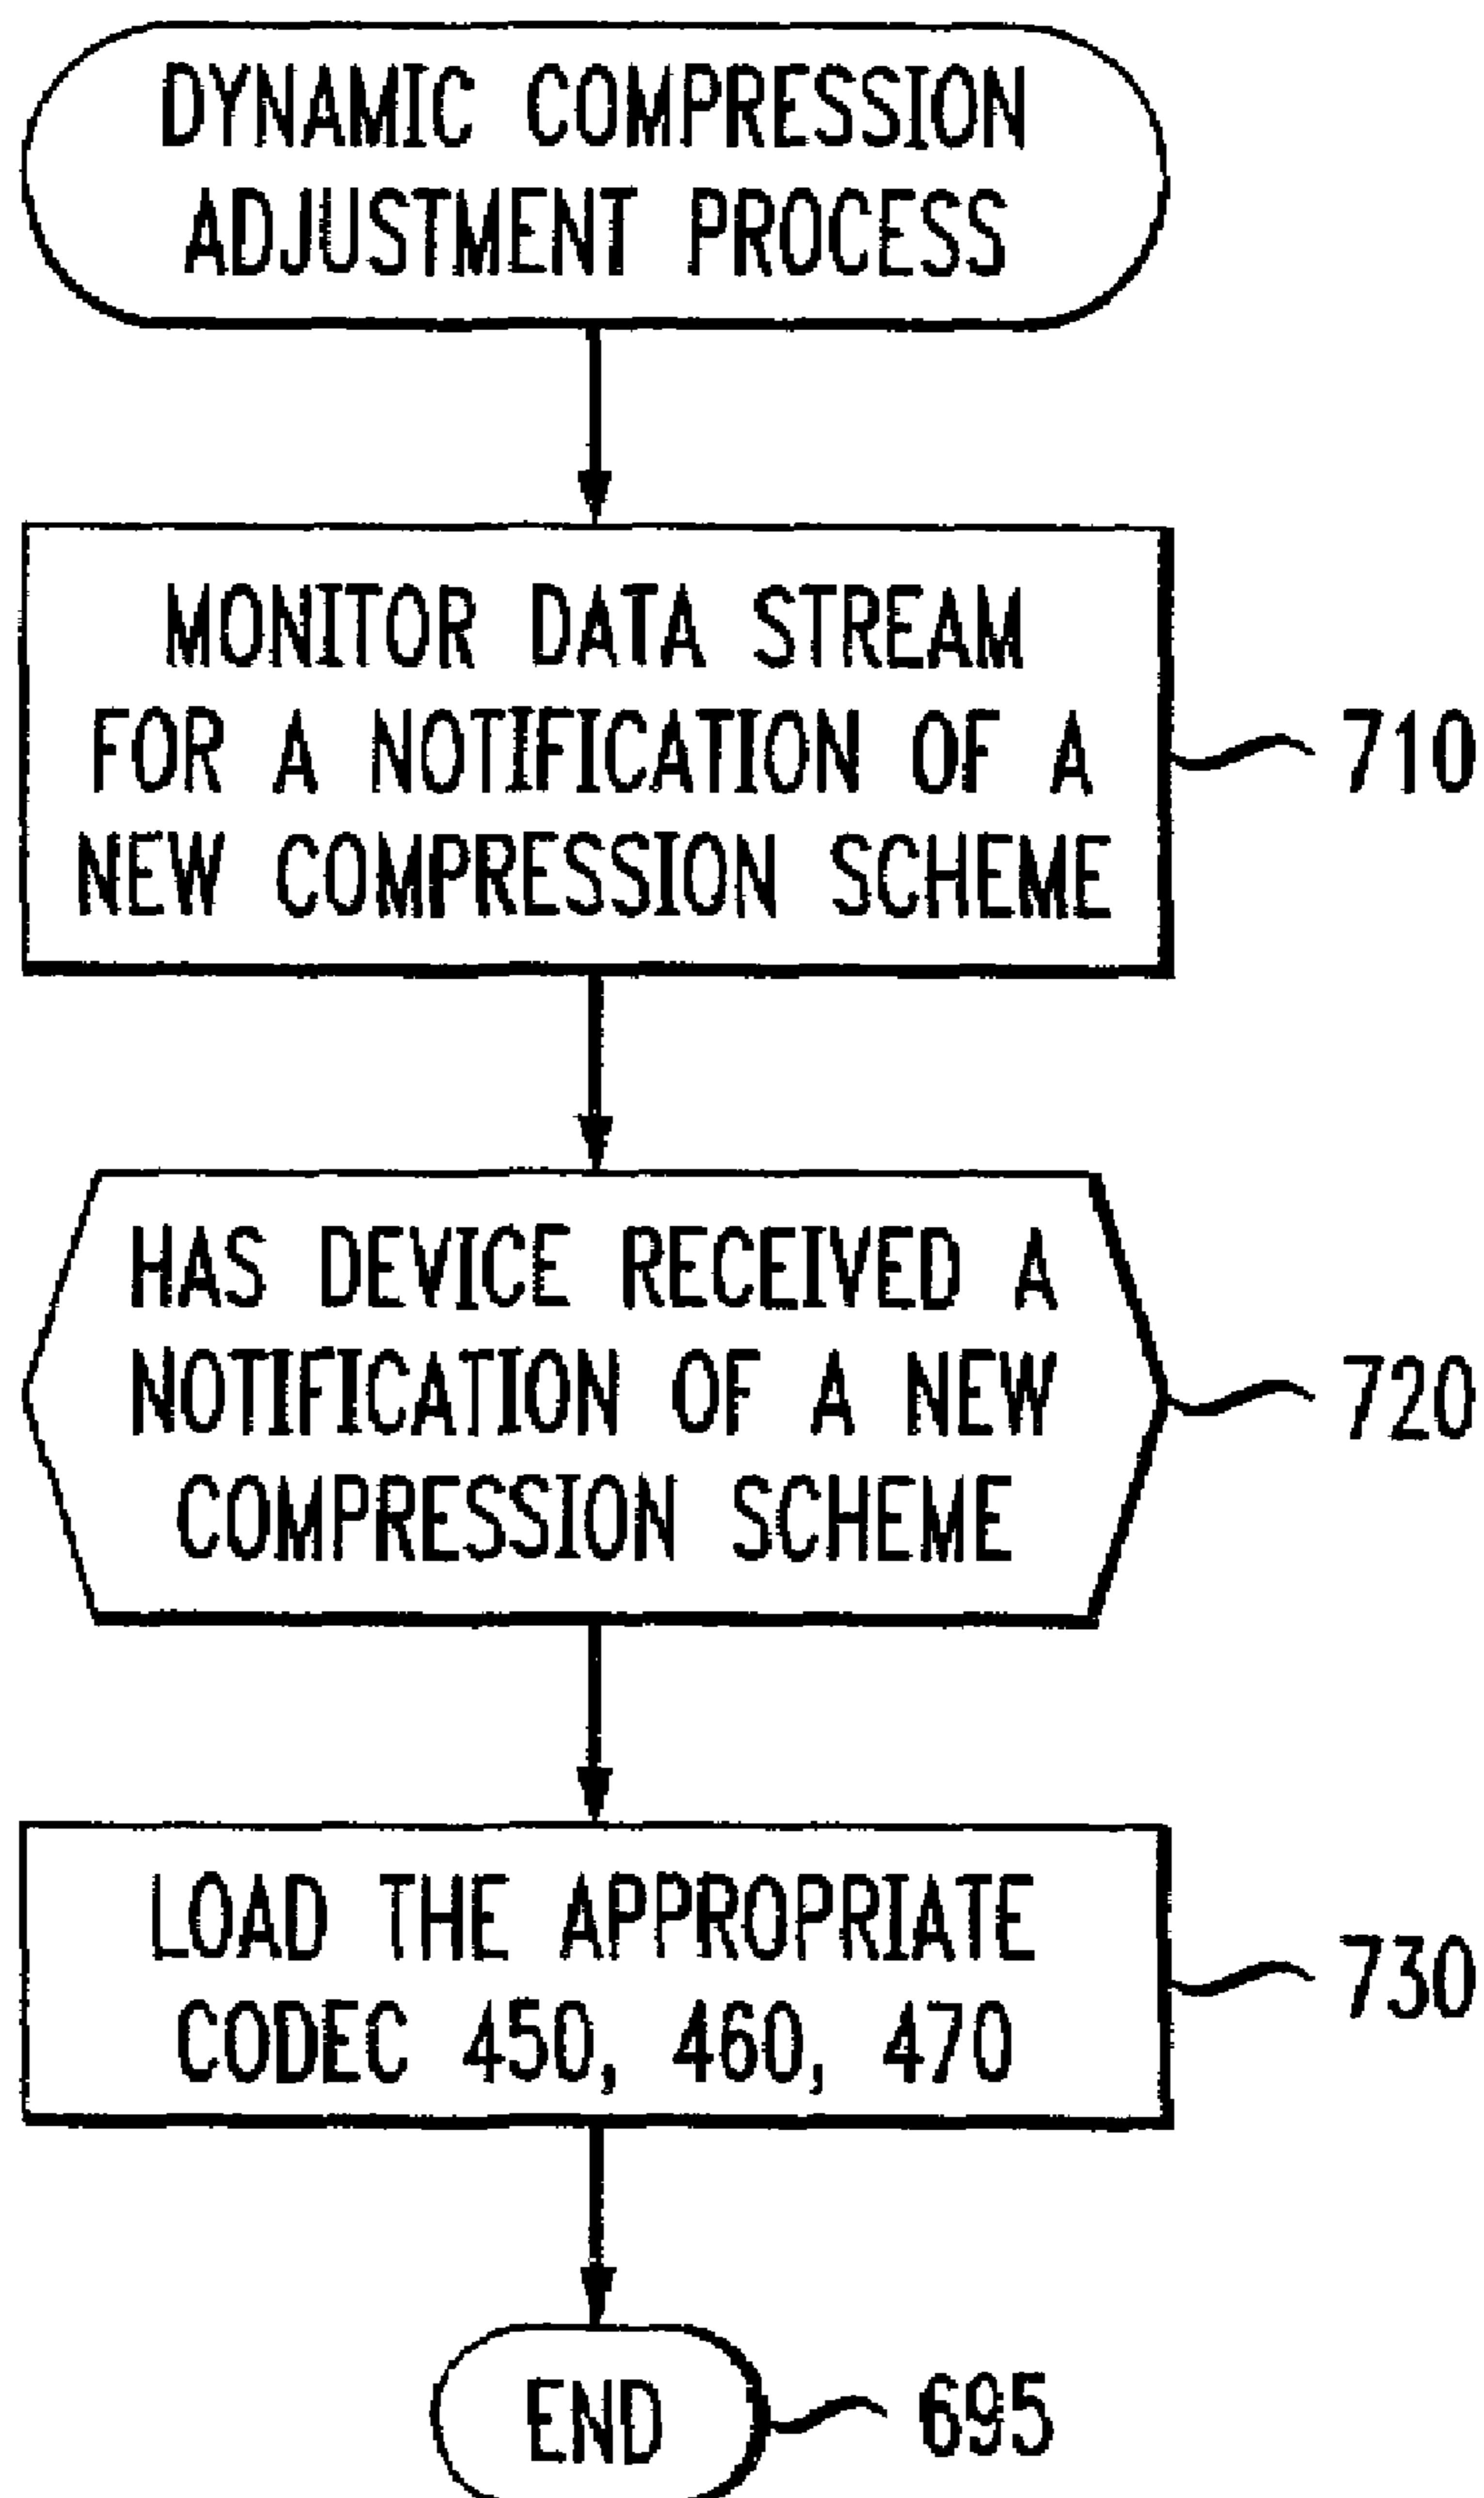 DYNAMIC COMPRESSION
ADJUSTMENT PROCESS
MONITOR DATA STREAM
FOR A NOTIFICATION OF A
NEW COMPRESSION SCHEME
710
HAS DEVICE RECEIVED A
NOTIFICATION OF A NEW
COMPRESSION SCHEME
720
LOAD THE APPROPRIATE
CODEC 450, 460, 470
730
END
695